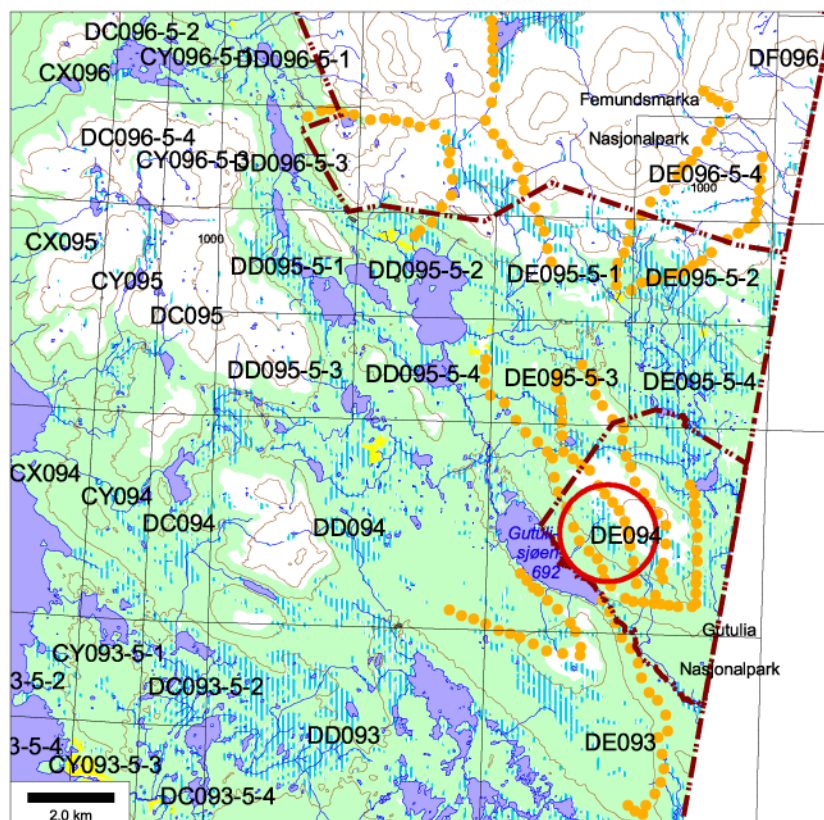 DC096-5-2
CY096-5-1
DD096-5-1
DF096
CX096
Femundsmarka
Nasjonalpark
DC096-5-4
CY096-5-3
DD096-5-3
DE096-5-4
1000
CX095
1000
DD095-5-1
DD095-5-2
DE095-5-1
DE095-5-2
CY095
DC095
DD095-5-3
DD095-5-4
DE095-5-3
DE095-5-4
CX094
CY094
DC094
DD094
DE094
Gutuli-
sjøen
692
Gutulia
Nasjonalpark
CY093-5-1
3-5-2
DC093-5-2
DD093
DE093
3-5-4
CY093-5-3
DC093-5-4
2.0 km